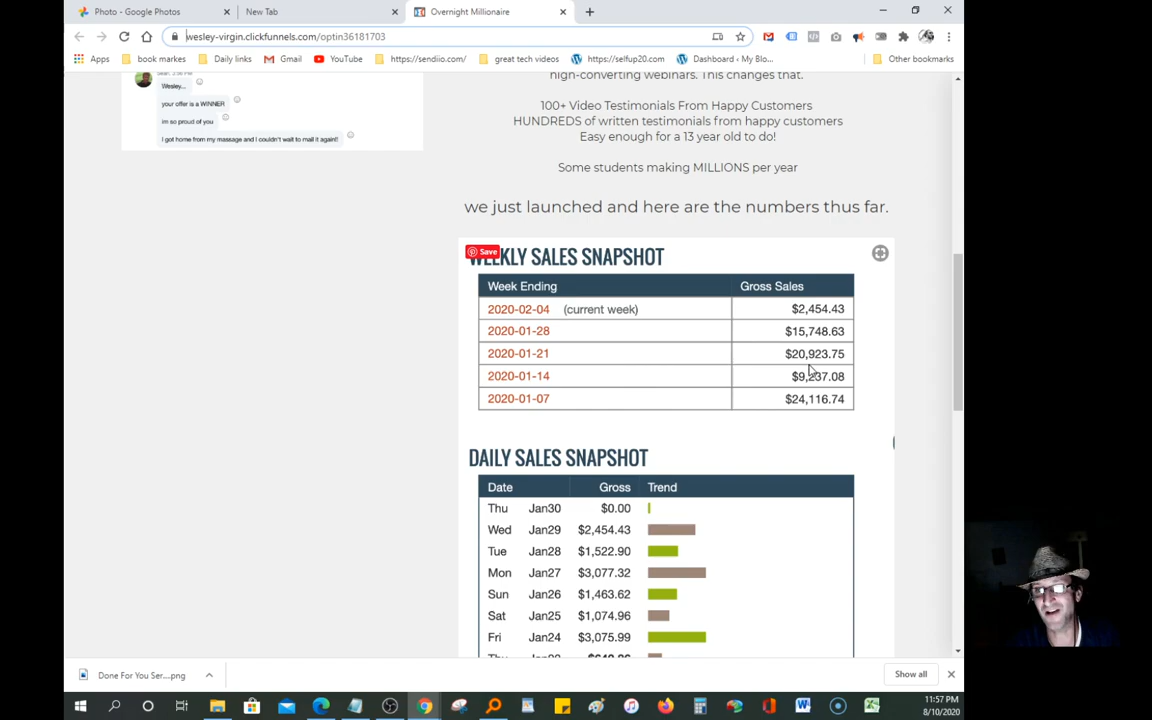 Photo - Google Photos
New Tab
Overnight Millionaire
wesley-virgin.clickfunnels.com/optin36181703
Apps
book markes
Daily links
Gmail
YouTube
https://sendiio.com/
great tech videos
https://selfup20.com/
Dashboard ‹ My Blo...
Other bookmarks
Wesley...
your offer is a WINNER
im so proud of you
I got home from my massage and I couldn't wait to mail it again!!
high-converting webinars. This changes that.
100+ Video Testimonials From Happy Customers
HUNDREDS of written testimonials from happy customers
Easy enough for a 13 year old to do!
Some students making MILLIONS per year
we just launched and here are the numbers thus far.
Save
WEEKLY SALES SNAPSHOT
Week Ending Gross Sales
2020-02-04 (current week) $2,454.43
2020-01-28 $15,748.63
2020-01-21 $20,923.75
2020-01-14 $9,237.08
2020-01-07 $24,116.74
DAILY SALES SNAPSHOT
Date Gross Trend
Thu Jan30 $0.00
Wed Jan29 $2,454.43
Tue Jan28 $1,522.90
Mon Jan27 $3,077.32
Sun Jan26 $1,463.62
Sat Jan25 $1,074.96
Fri Jan24 $3,075.99
Done For You Ser....png
Show all
11:57 PM
8/10/2020